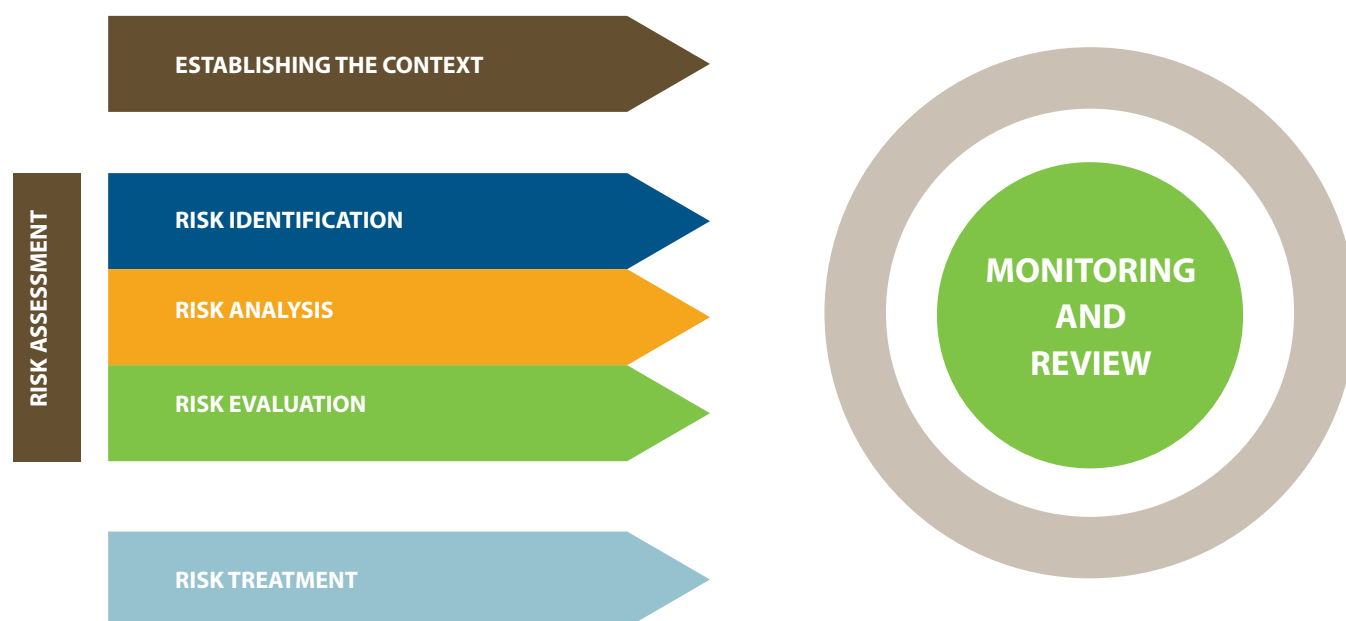 ESTABLISHING THE CONTEXT
RISK ASSESSMENT
RISK IDENTIFICATION
RISK ANALYSIS
RISK EVALUATION
RISK TREATMENT
MONITORING
AND
REVIEW